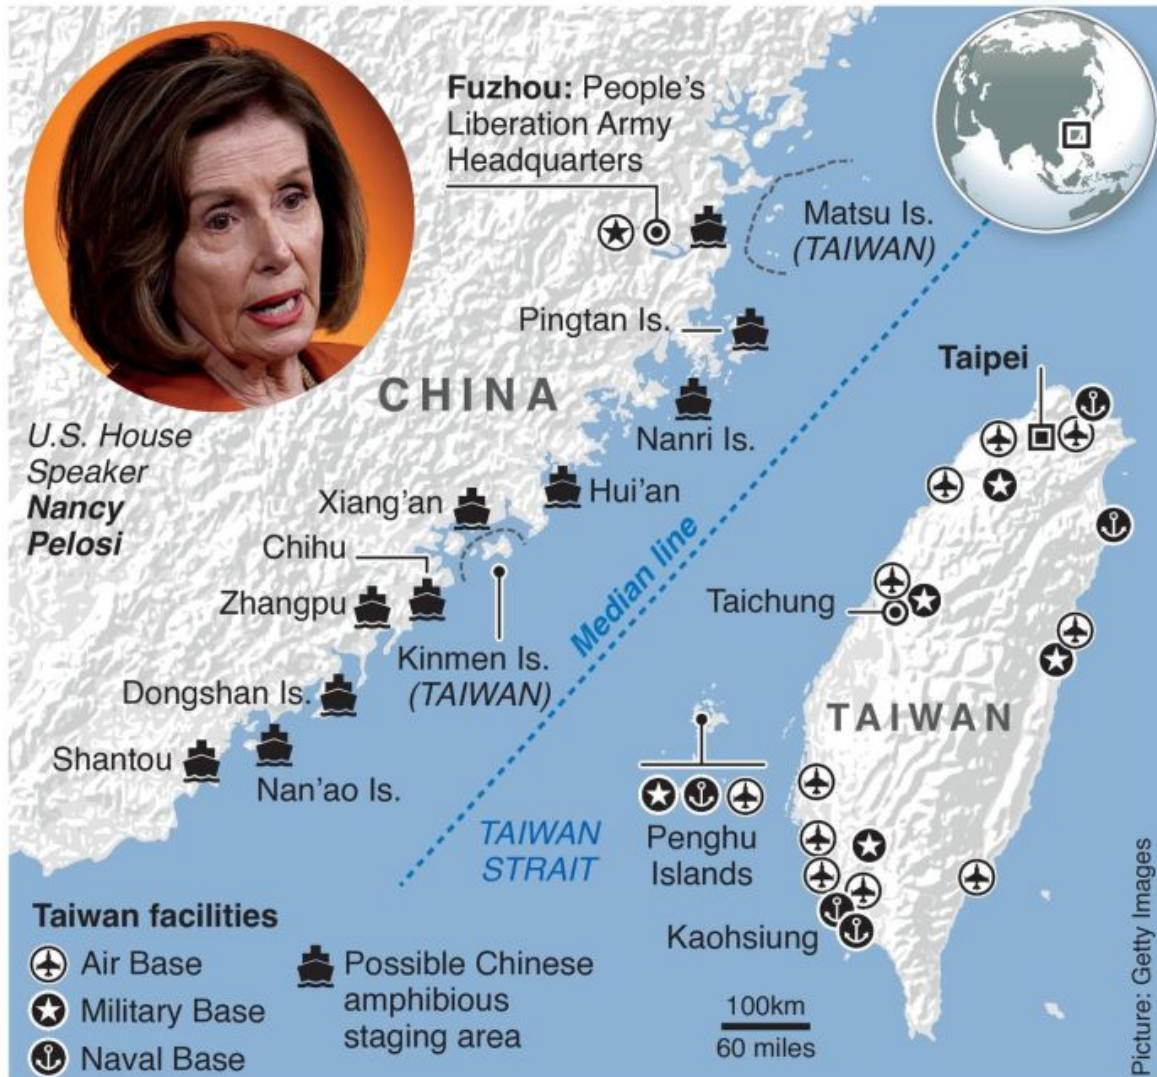 Fuzhou: People's
Liberation Army
Headquarters
Matsu Is.
(TAIWAN)
Pingtan Is.
Taipei
CHINA
Nanri Is.
U.S. House
Speaker
Nancy
Pelosi
Xiang'an
Hui'an
Chihu
Zhangpu
Median line
Taichung
Kinmen Is.
(TAIWAN)
Dongshan Is.
TAIWAN
Shantou
Nan'ao Is.
TAIWAN
STRAIT
Penghu
Islands
Kaohsiung
Taiwan facilities
Air Base
Military Base
Naval Base
Possible Chinese
amphibious
staging area
100km
60 miles
Picture: Getty Images